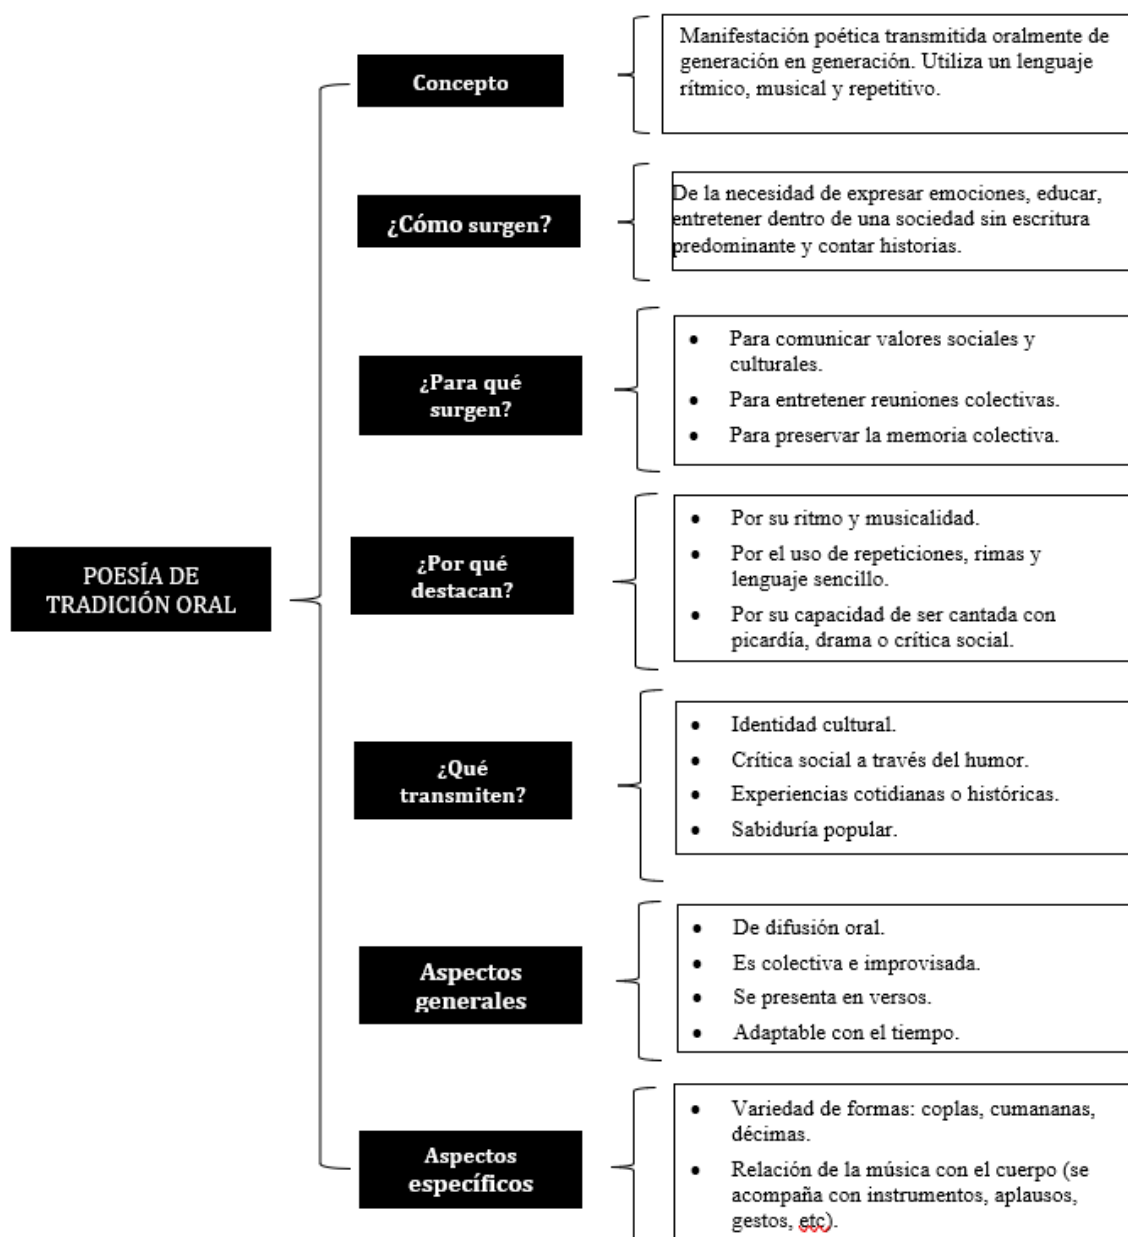 POESÍA DE
TRADICIÓN ORAL
Concepto
Manifestación poética transmitida oralmente de
generación en generación. Utiliza un lenguaje
rítmico, musical y repetitivo.
¿Cómo surgen?
De la necesidad de expresar emociones, educar,
entretener dentro de una sociedad sin escritura
predominante y contar historias.
¿Para qué
surgen?
• Para comunicar valores sociales y
culturales.
• Para entretener reuniones colectivas.
• Para preservar la memoria colectiva.
¿Por qué
destacan?
• Por su ritmo y musicalidad.
• Por el uso de repeticiones, rimas y
lenguaje sencillo.
• Por su capacidad de ser cantada con
picardía, drama o crítica social.
¿Qué
transmiten?
• Identidad cultural.
• Crítica social a través del humor.
• Experiencias cotidianas o históricas.
• Sabiduría popular.
Aspectos
generales
• De difusión oral.
• Es colectiva e improvisada.
• Se presenta en versos.
• Adaptable con el tiempo.
Aspectos
específicos
• Variedad de formas: coplas, cumananas,
décimas.
• Relación de la música con el cuerpo (se
acompaña con instrumentos, aplausos,
gestos, etc).